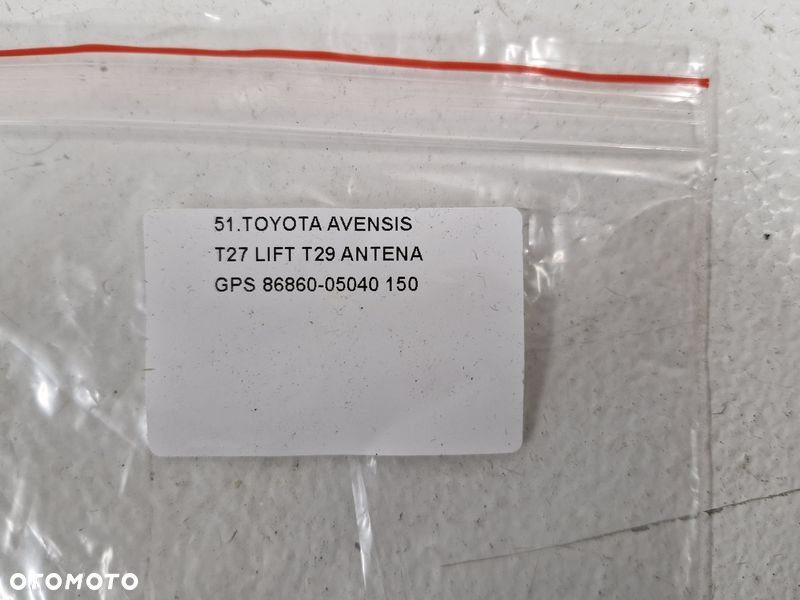 51.TOYOTA AVENSIS
T27 LIFT T29 ANTENA
GPS 86860-05040 150
OTOMOTO